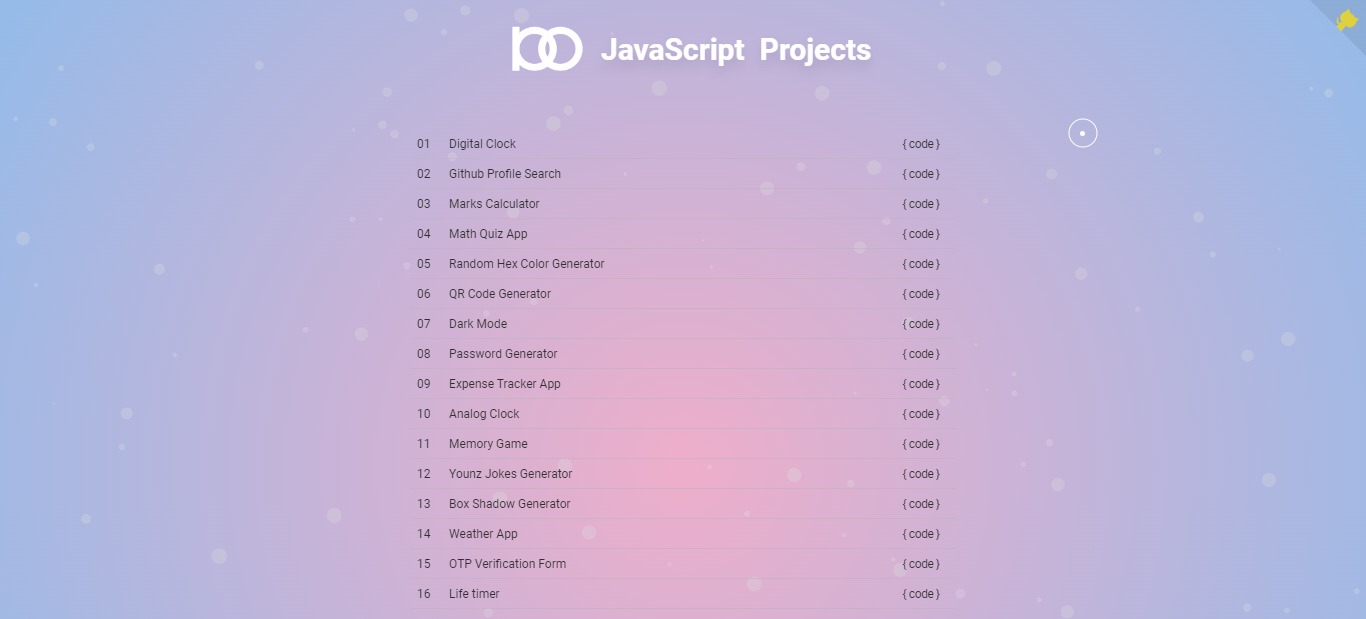 100 JavaScript Projects
01 Digital Clock { code }
02 Github Profile Search { code }
03 Marks Calculator { code }
04 Math Quiz App { code }
05 Random Hex Color Generator { code }
06 QR Code Generator { code }
07 Dark Mode { code }
08 Password Generator { code }
09 Expense Tracker App { code }
10 Analog Clock { code }
11 Memory Game { code }
12 Younz Jokes Generator { code }
13 Box Shadow Generator { code }
14 Weather App { code }
15 OTP Verification Form { code }
16 Life timer { code }